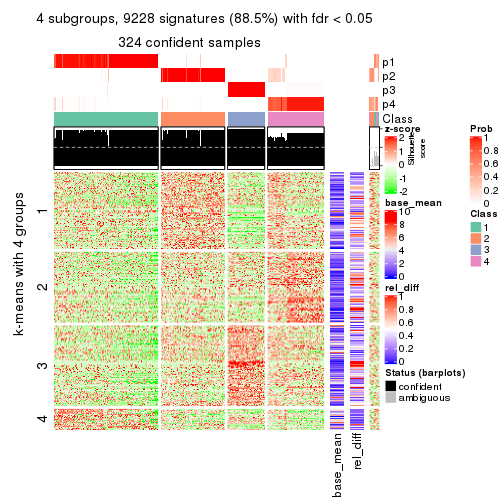 4 subgroups, 9228 signatures (88.5%) with fdr < 0.05
324 confident samples
p1
p2
p3
p4
Class
Silhouette
score
k-means with 4 groups
1
2
3
4
base_mean
rel_diff
z-score
2
1
0
-1
-2
base_mean
10
8
6
4
2
0
rel_diff
1
0.8
0.6
0.4
0.2
0
Status (barplots)
confident
ambiguous
Prob
1
0.8
0.6
0.4
0.2
0
Class
1
2
3
4